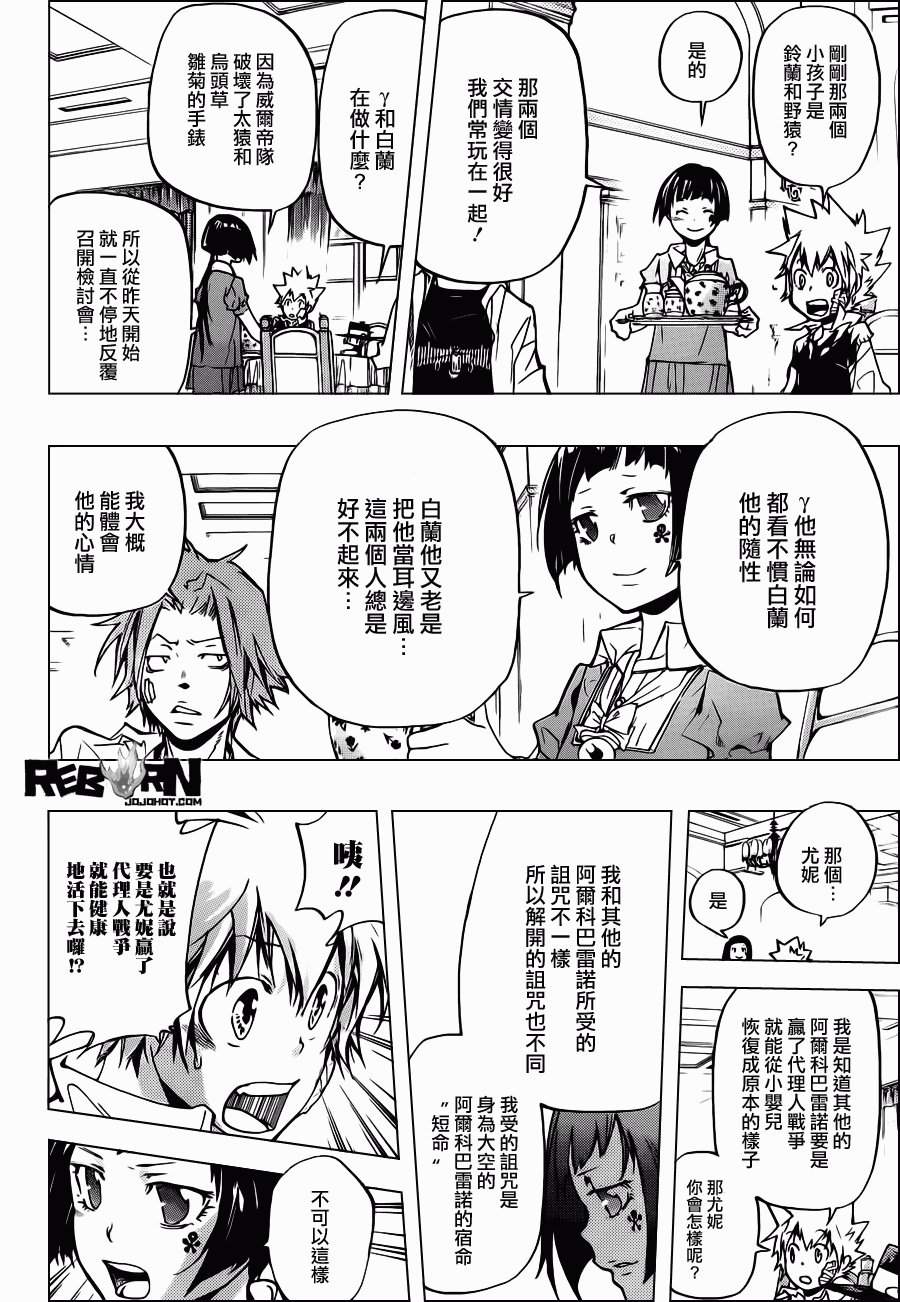 剛剛那兩個
小孩子是
鈴蘭和野猿？
是的
那兩個
交情變得很好
我們常玩在一起！
γ和白蘭
在做什麼？
因為威爾帝隊
破壞了太猿和
烏頭草
雛菊的手錶
所以從昨天開始
就一直不停地反覆
召開檢討會…
γ他無論如何
都看不慣白蘭
他的隨性
白蘭他又老是
把他當耳邊風…
這兩個人總是
好不起來…
我大概
能體會
他的心情
REBORN
JOJOHOT.COM
那個…
尤妮
是
我是知道其他的
阿爾科巴雷諾要是
贏了代理人戰爭
就能從小嬰兒
恢復成原本的樣子
那尤妮
你會怎樣呢？
我和其他的
阿爾科巴雷諾所受的
詛咒不一樣
所以解開的詛咒也不同
我受的詛咒是
身為大空的
阿爾科巴雷諾的宿命
“短命”
咦!!
也就是說
要是尤妮贏了
代理人戰爭
就能健康
地活下去囉!?
不可以這樣